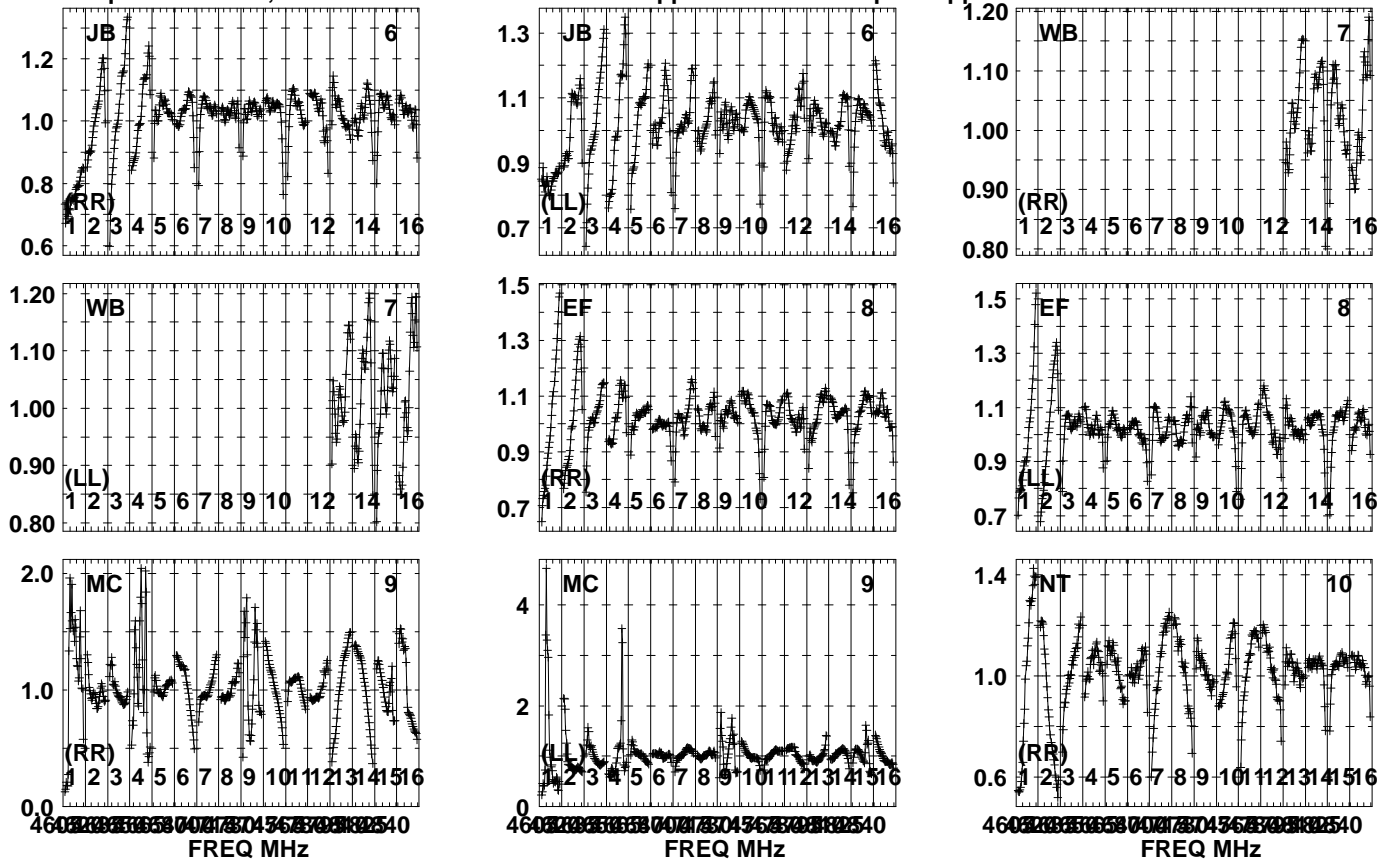 JB 6
1.2
1.0
0.8
0.6
(RR)
1 2 3 4 5 6 7 8 9 10 12 14 16
JB 6
1.3
1.1
0.9
0.7
(LL)
1 2 3 4 5 6 7 8 9 10 12 14 16
WB 7
1.20
1.10
1.00
0.90
0.80
(RR)
1 2 3 4 5 6 7 8 9 10 12 14 16
WB 7
1.20
1.10
1.00
0.90
0.80
(LL)
1 2 3 4 5 6 7 8 9 10 12 14 16
EF 8
1.5
1.3
1.1
0.9
0.7
(RR)
1 2 3 4 5 6 7 8 9 10 12 14 16
EF 8
1.5
1.3
1.1
0.9
0.7
(LL)
1 2 3 4 5 6 7 8 9 10 12 14 16
MC 9
2.0
1.0
0.0
(RR)
1 2 3 4 5 6 7 8 9 10 11 12 13 14 15 16
FREQ MHz
MC 9
4
2
0
(LL)
1 2 3 4 5 6 7 8 9 10 11 12 13 14 15 16
FREQ MHz
NT 10
1.4
1.0
0.6
(RR)
1 2 3 4 5 6 7 8 9 10 11 12 13 14 15 16
FREQ MHz